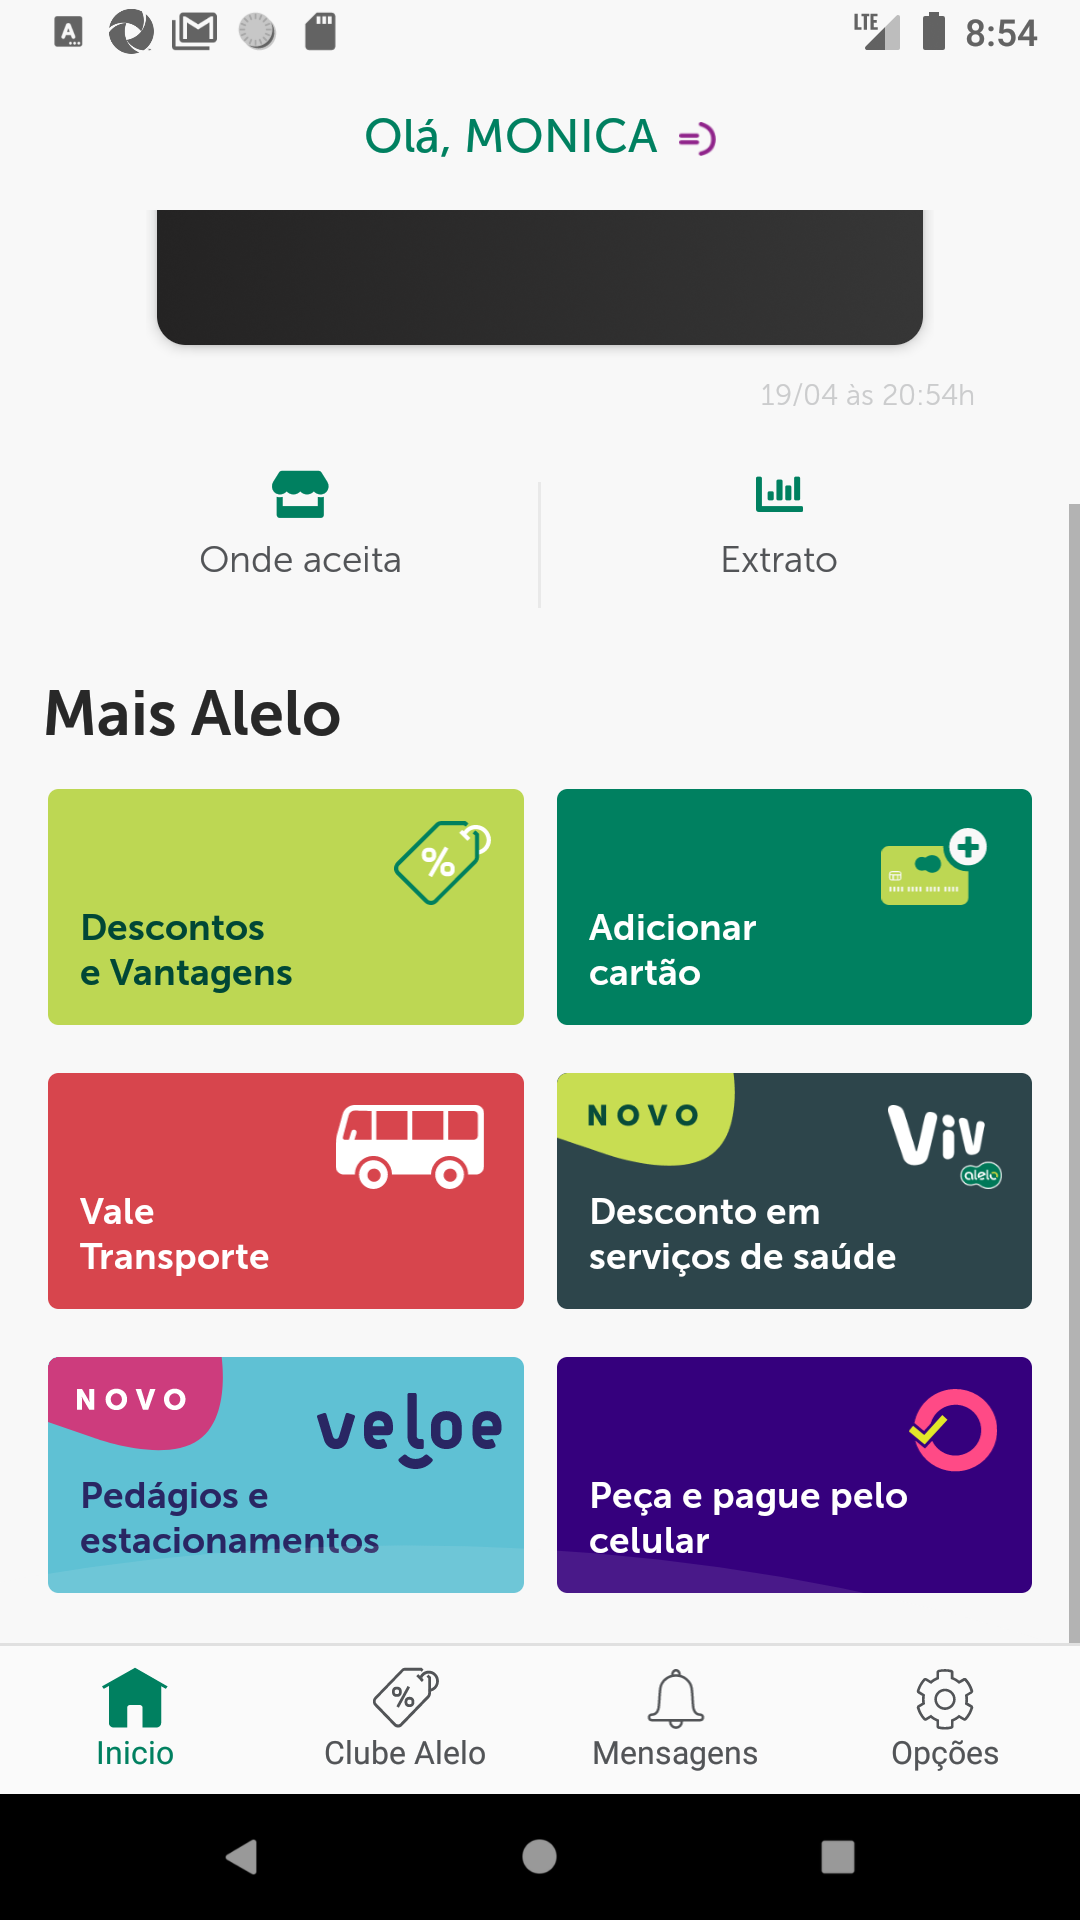 LTE 8:54
Olá, MONICA
19/04 às 20:54h
Onde aceita
Extrato
Mais Alelo
%
Descontos
e Vantagens
Adicionar
cartão
Vale
Transporte
NOVO
Viv
alelo
Desconto em
serviços de saúde
NOVO
veloe
Pedágios e
estacionamentos
Peça e pague pelo
celular
Inicio
Clube Alelo
Mensagens
Opções